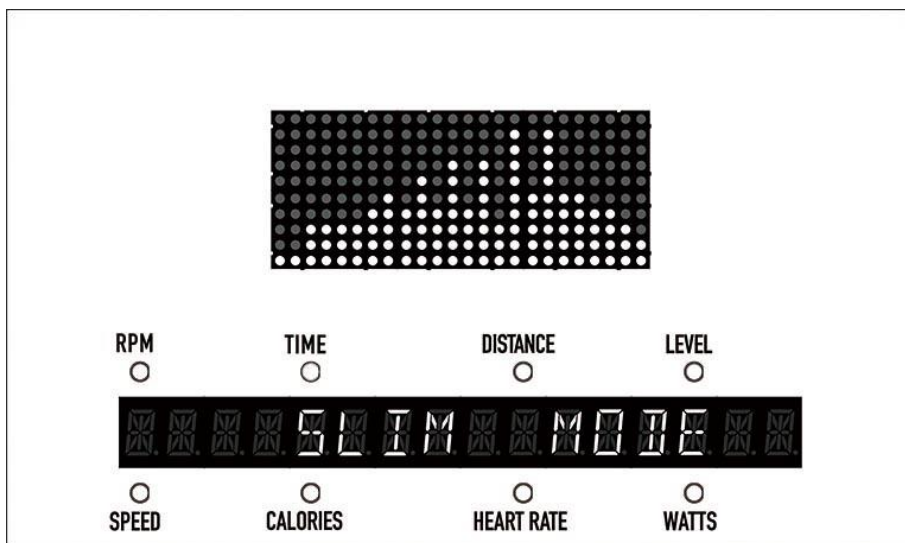 RPM TIME DISTANCE LEVEL
SLIM MODE
SPEED CALORIES HEART RATE WATTS